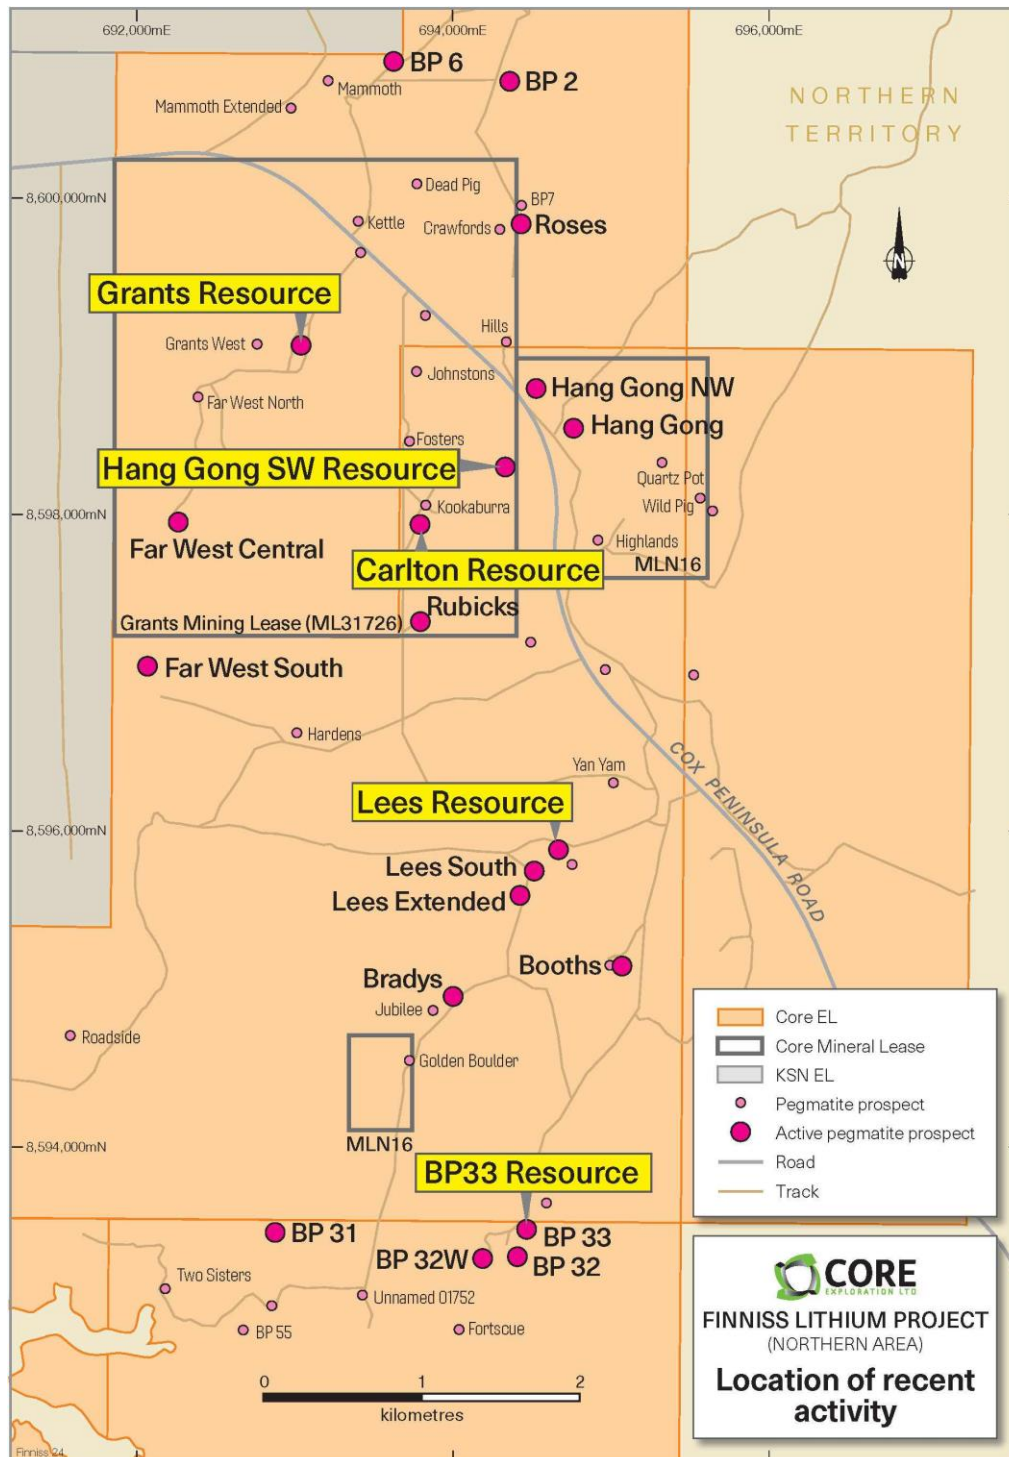 692,000mE
694,000mE
696,000mE
BP 6
Mammoth
BP 2
Mammoth Extended
NORTHERN
TERRITORY
8,600,000mN
Dead Pig
BP7
Kettle
Crawfords
Roses
N
Grants Resource
Hills
Grants West
Johnstons
Hang Gong NW
Far West North
Hang Gong
Fosters
Hang Gong SW Resource
Quartz Pot
Kookaburra
Wild Pig
8,598,000mN
Far West Central
Highlands
MLN16
Carlton Resource
Rubicks
Grants Mining Lease (ML31726)
Far West South
Hardens
COX PENINSULA ROAD
Yan Yam
Lees Resource
8,596,000mN
Lees South
Lees Extended
Booths
Bradys
Jubilee
Roadside
Golden Boulder
MLN16
8,594,000mN
BP33 Resource
BP 31
BP 33
BP 32W
BP 32
Two Sisters
Unnamed 01752
BP 55
Fortscue
0 1 2
kilometres
Finniss 24
Core EL
Core Mineral Lease
KSN EL
Pegmatite prospect
Active pegmatite prospect
Road
Track
CORE
EXPLORATION LTD
FINNISS LITHIUM PROJECT
(NORTHERN AREA)
Location of recent
activity